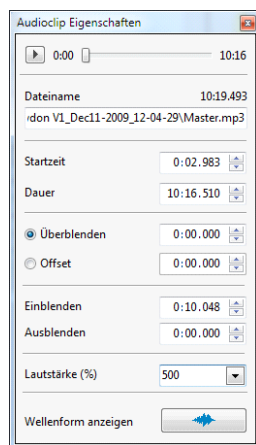 Audioclip Eigenschaften
0:00 10:16
Dateiname 10:19.493
don V1_Dec11-2009_12-04-29\Master.mp3
Startzeit 0:02.983
Dauer 10:16.510
Überblenden 0:00.000
Offset 0:00.000
Einblenden 0:10.048
Ausblenden 0:00.000
Lautstärke (%) 500
Wellenform anzeigen